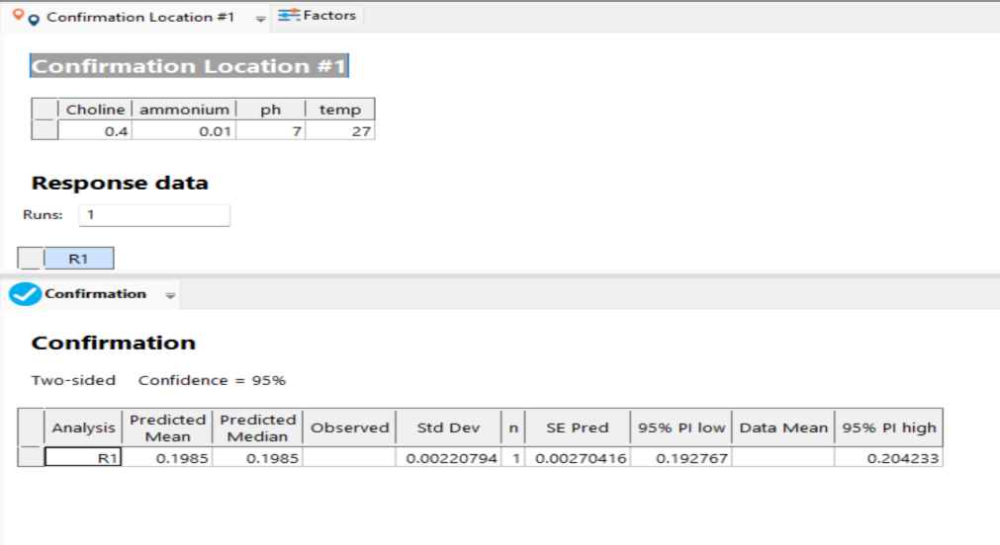 Confirmation Location #1 Factors
Confirmation Location #1
Choline ammonium ph temp
0.4 0.01 7 27
Response data
Runs: 1
R1
Confirmation
Confirmation
Two-sided Confidence = 95%
Analysis Predicted Mean Predicted Median Observed Std Dev n SE Pred 95% PI low Data Mean 95% PI high
R1 0.1985 0.1985 0.00220794 1 0.00270416 0.192767 0.204233